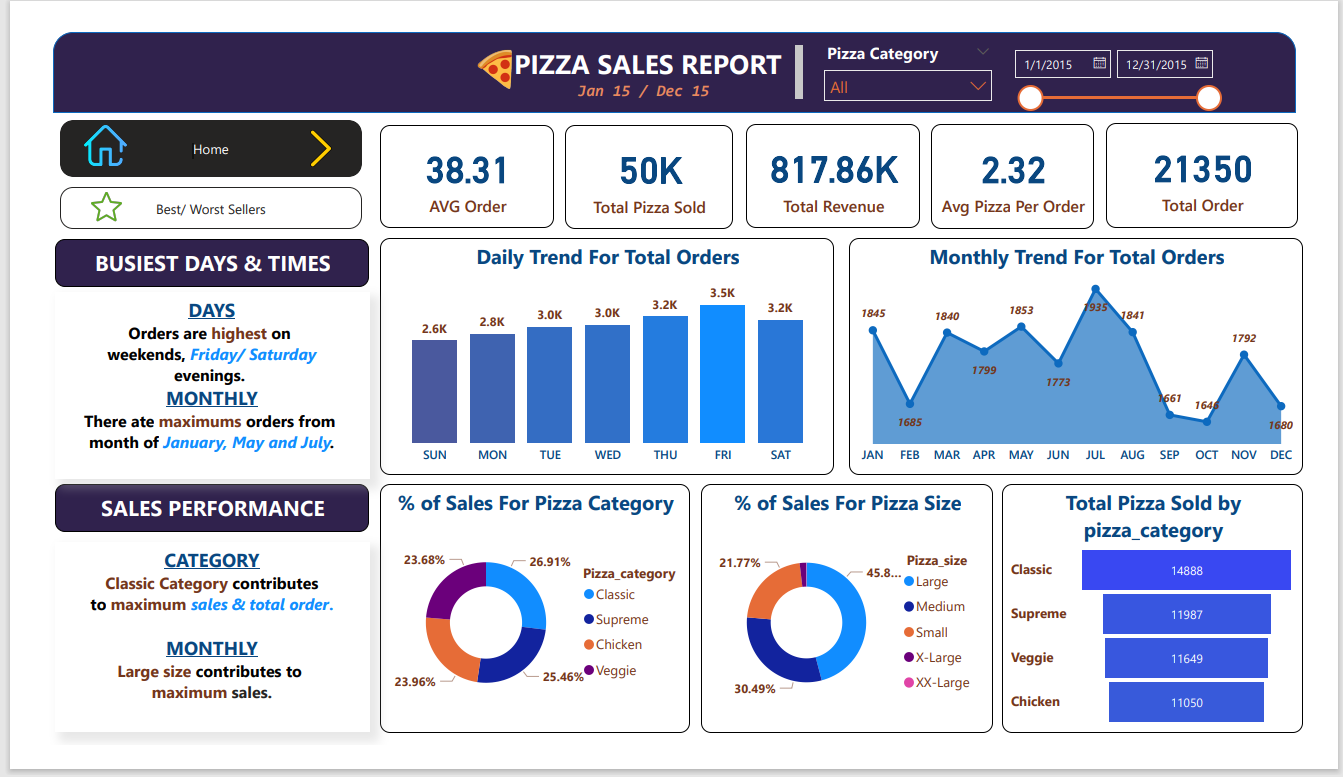 PIZZA SALES REPORT
Jan 15 / Dec 15
Pizza Category
All
1/1/2015
12/31/2015
Home
Best/ Worst Sellers
38.31
AVG Order
50K
Total Pizza Sold
817.86K
Total Revenue
2.32
Avg Pizza Per Order
21350
Total Order
BUSIEST DAYS & TIMES
DAYS
Orders are highest on
weekends, Friday/ Saturday
evenings.
MONTHLY
There ate maximums orders from
month of January, May and July.
Daily Trend For Total Orders
2.6K
2.8K
3.0K
3.0K
3.2K
3.5K
3.2K
SUN
MON
TUE
WED
THU
FRI
SAT
Monthly Trend For Total Orders
1845
1685
1840
1799
1853
1773
1935
1841
1661
1646
1792
1680
JAN
FEB
MAR
APR
MAY
JUN
JUL
AUG
SEP
OCT
NOV
DEC
SALES PERFORMANCE
CATEGORY
Classic Category contributes
to maximum sales & total order.
MONTHLY
Large size contributes to
maximum sales.
% of Sales For Pizza Category
23.68%
26.91%
23.96%
25.46%
Pizza_category
Classic
Supreme
Chicken
Veggie
% of Sales For Pizza Size
21.77%
45.8...
30.49%
Pizza_size
Large
Medium
Small
X-Large
XX-Large
Total Pizza Sold by
pizza_category
Classic
14888
Supreme
11987
Veggie
11649
Chicken
11050